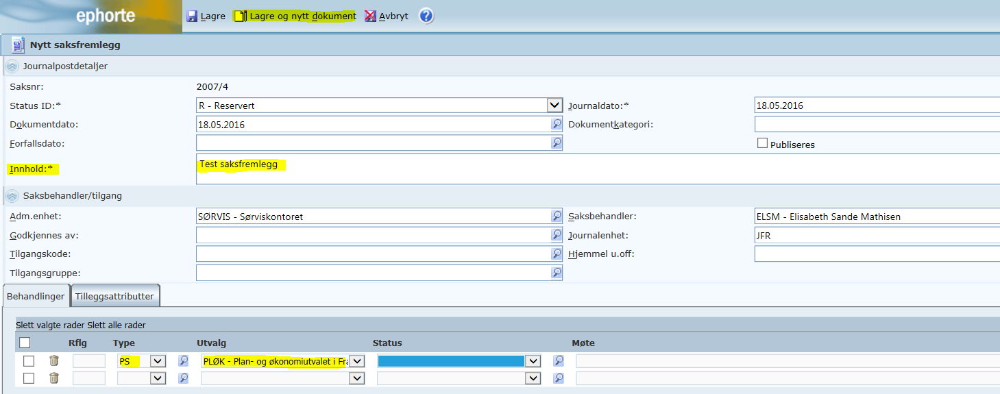 ephorte Lagre Lagre og nytt dokument Avbryt ?
Nytt saksfremlegg
Journalpostdetaljer
Saksnr: 2007/4
Status ID:* R - Reservert Journaldato:* 18.05.2016
Dokumentdato: 18.05.2016 Dokumentkategori:
Forfallsdato: Publiseres
Innhold:* Test saksfremlegg
Saksbehandler/tilgang
Adm.enhet: SØRVIS - Sørviskontoret Saksbehandler: ELSM - Elisabeth Sande Mathisen
Godkjennes av: Journalenhet: JFR
Tilgangskode: Hjemmel u.off:
Tilgangsgruppe:
Behandlinger Tilleggsattributter
Slett valgte rader Slett alle rader
Rflg Type Utvalg Status Møte
PS PLØK - Plan- og økonomiutvalet i Fra